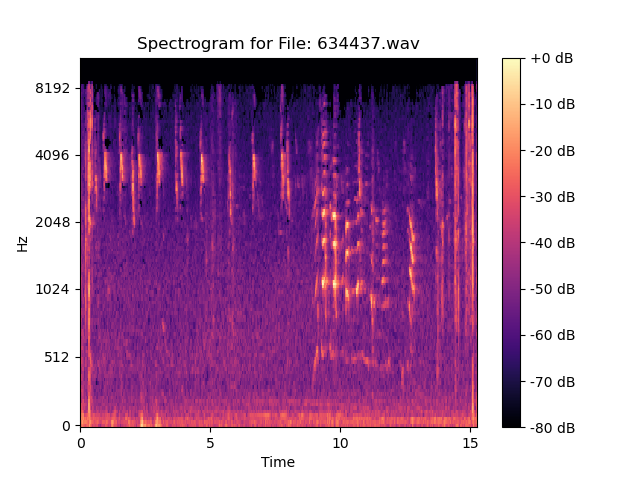 Spectrogram for File: 634437.wav
8192
4096
2048
1024
512
0
Hz
0
5
10
15
Time
+0 dB
-10 dB
-20 dB
-30 dB
-40 dB
-50 dB
-60 dB
-70 dB
-80 dB